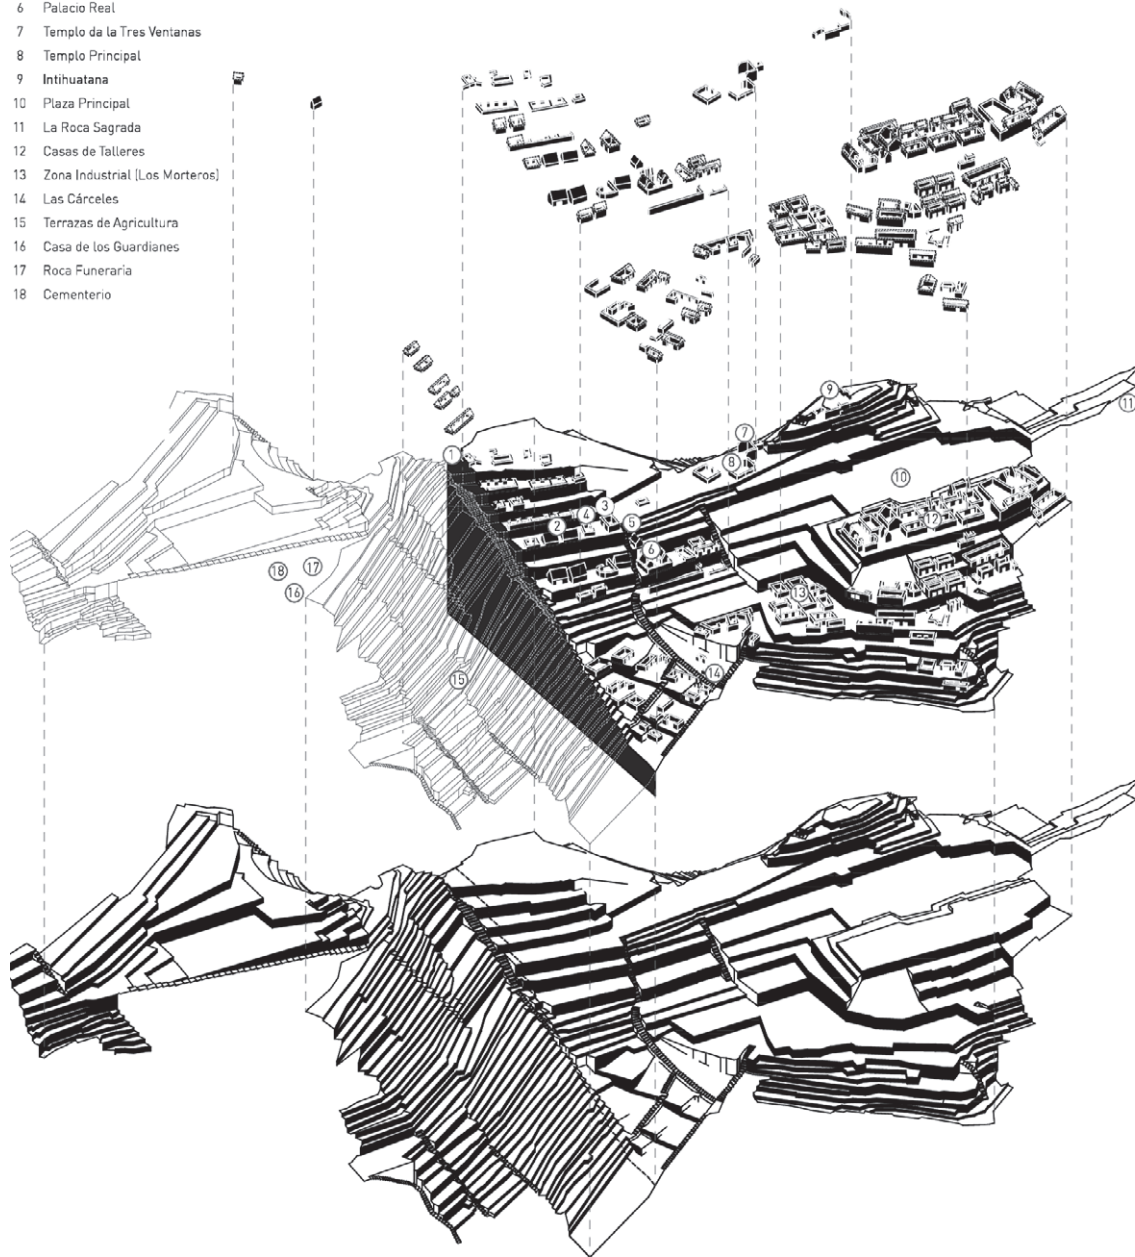 6 Palacio Real
7 Templo da la Tres Ventanas
8 Templo Principal
9 Intihuatana
10 Plaza Principal
11 La Roca Sagrada
12 Casas de Talleres
13 Zona Industrial (Los Morteros)
14 Las Cárceles
15 Terrazas de Agricultura
16 Casa de los Guardianes
17 Roca Funeraria
18 Cementerio
9
11
7
1
8
10
3
4
12
2
5
6
17
18
16
13
14
15